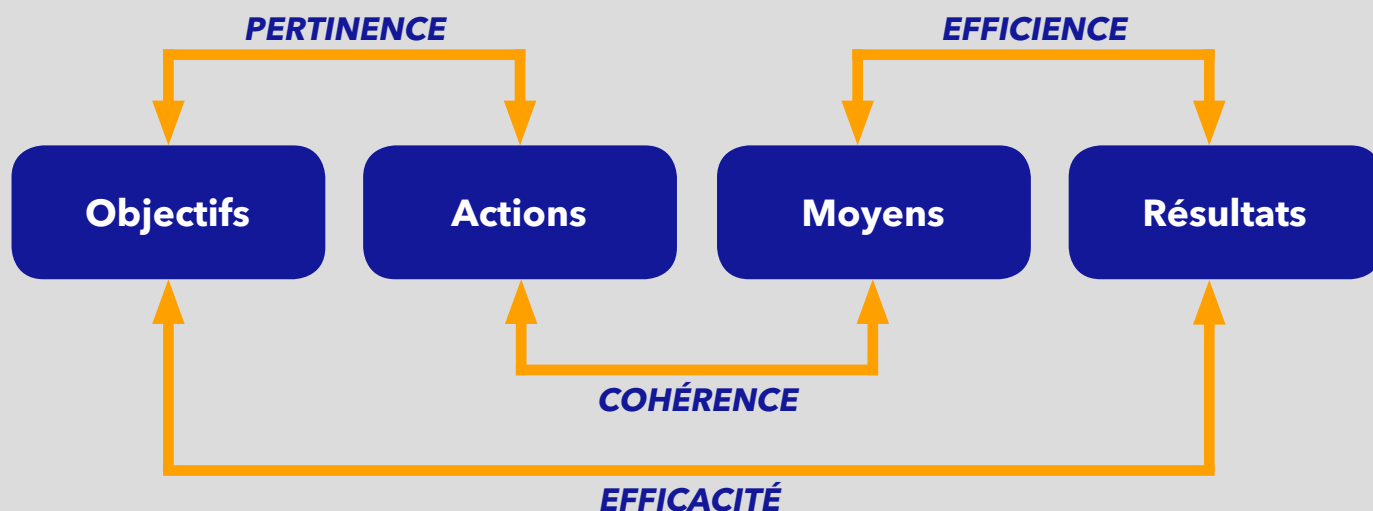 PERTINENCE
EFFICIENCE
Objectifs
Actions
Moyens
Résultats
COHÉRENCE
EFFICACITÉ